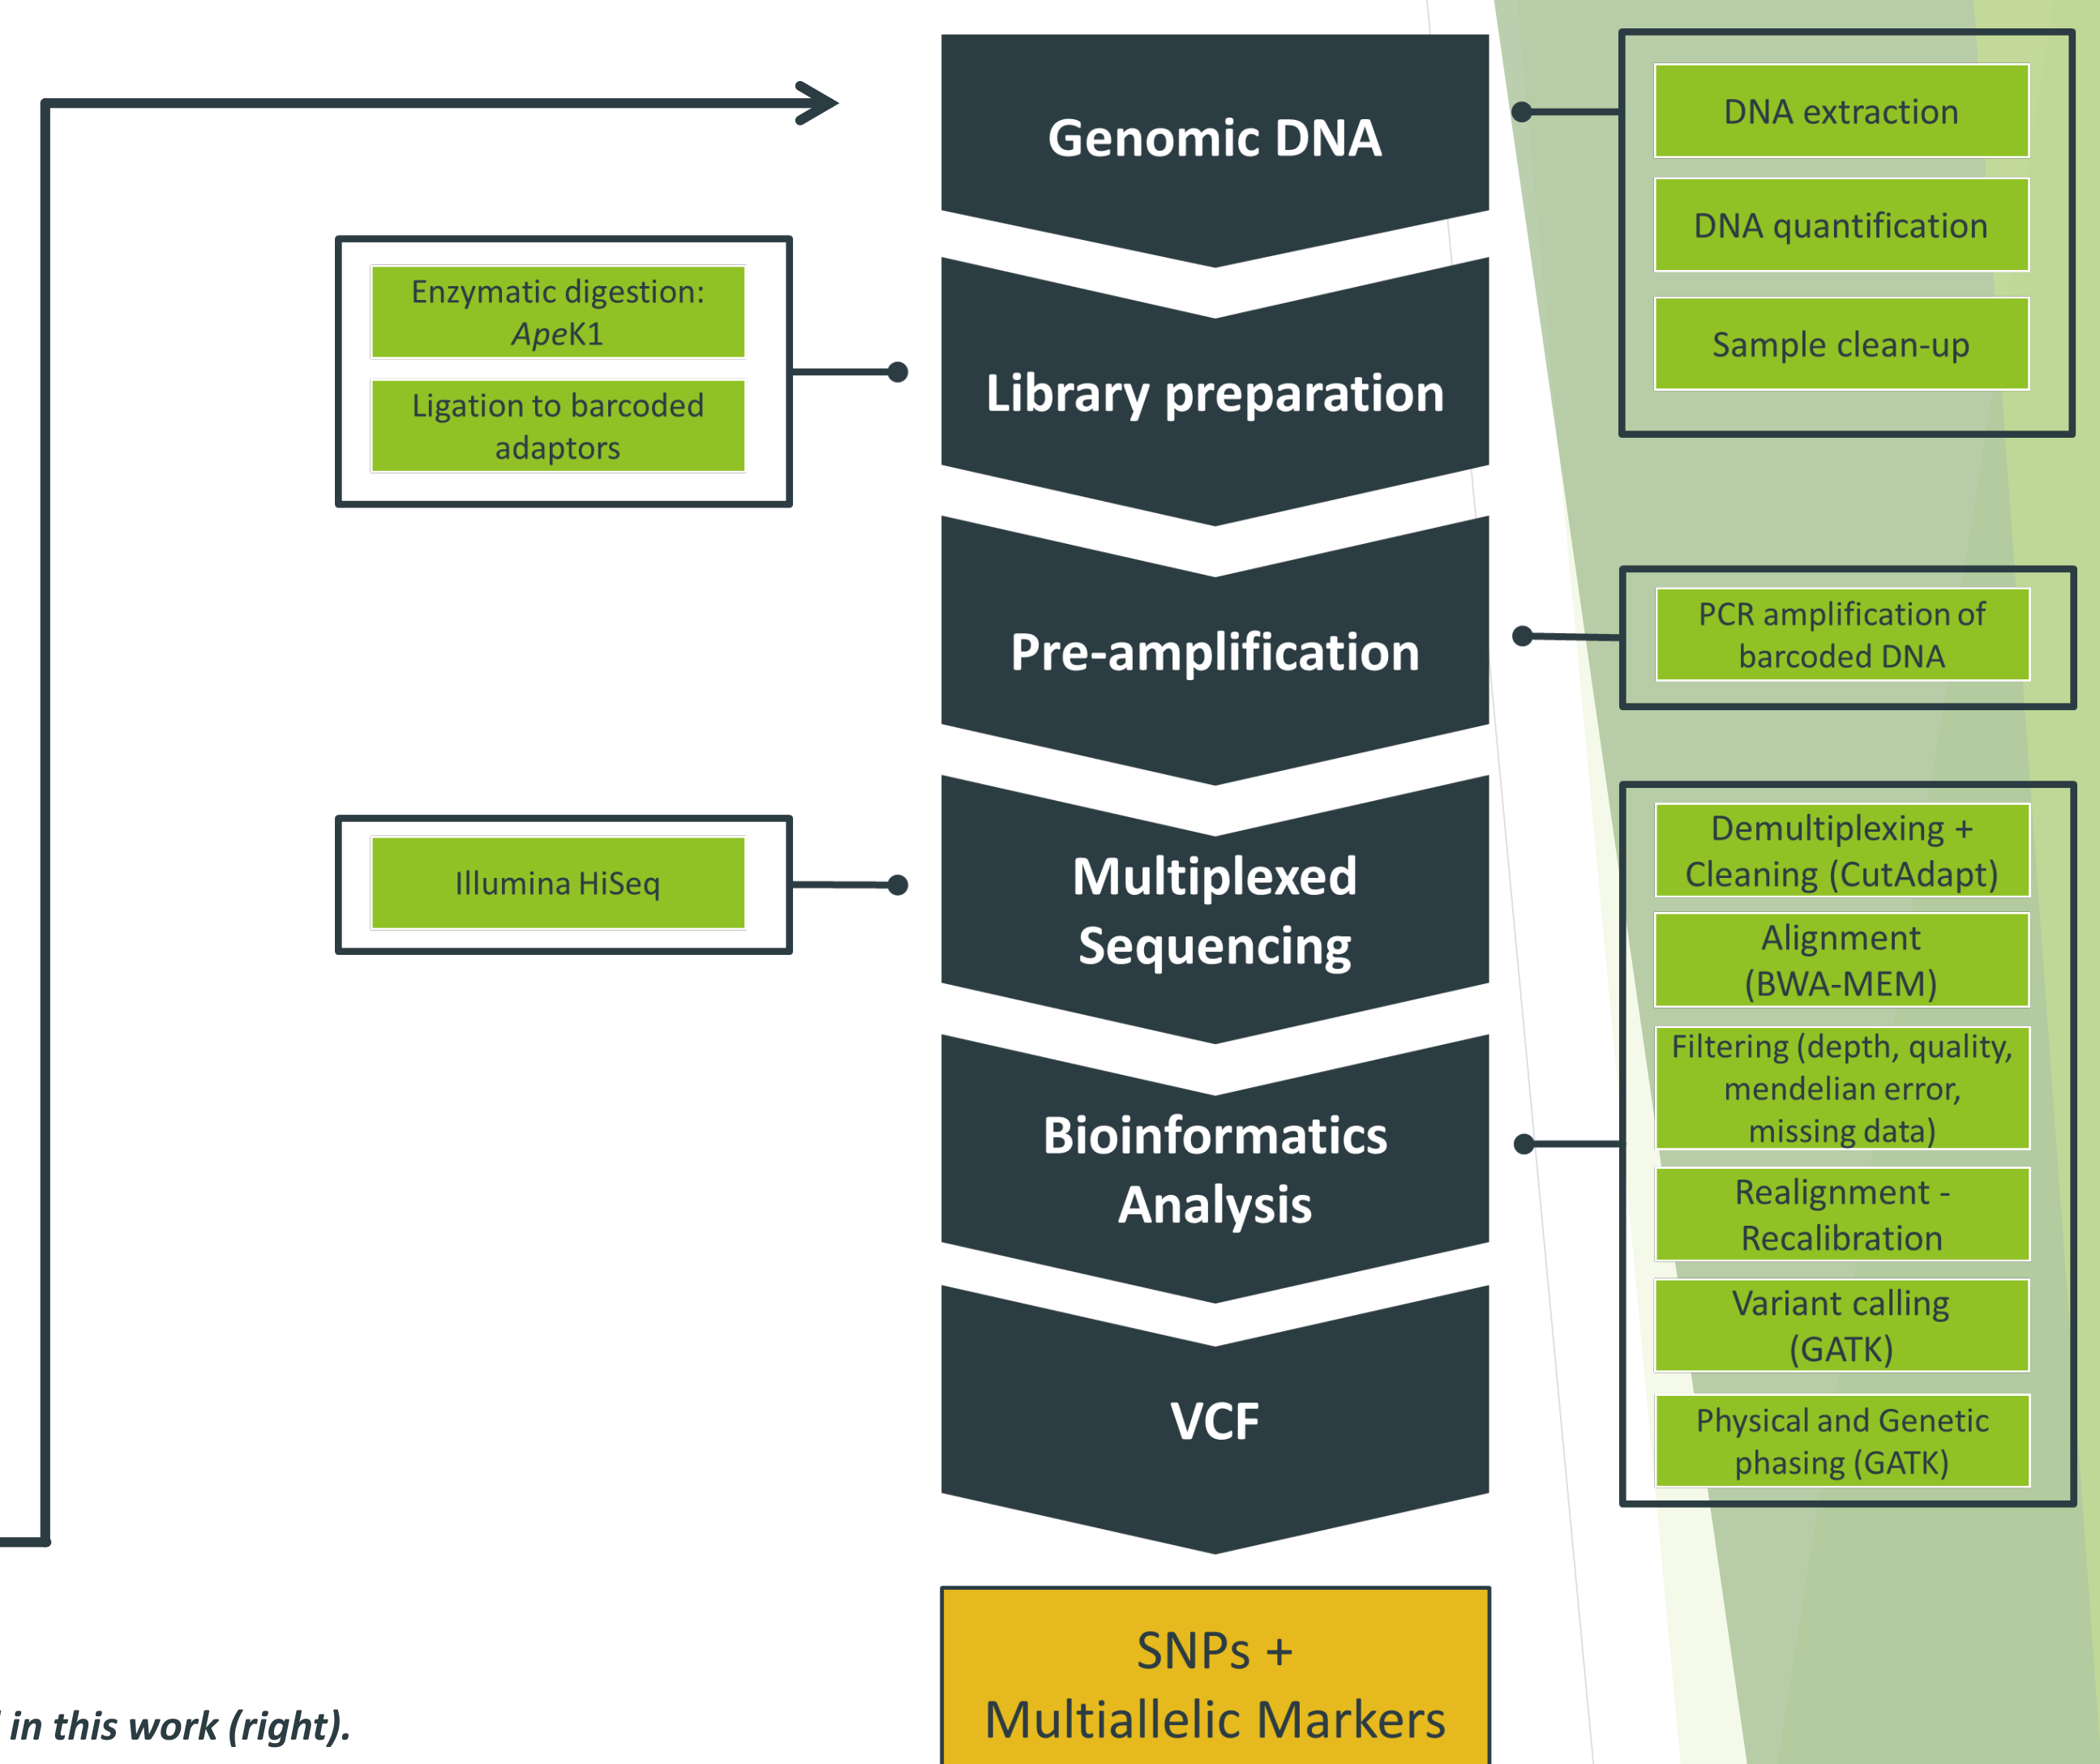 Genomic DNA
DNA extraction
DNA quantification
Sample clean-up
Enzymatic digestion:
ApeK1
Ligation to barcoded
adaptors
Library preparation
Pre-amplification
PCR amplification of
barcoded DNA
Illumina HiSeq
Multiplexed
Sequencing
Bioinformatics
Analysis
Demultiplexing +
Cleaning (CutAdapt)
Alignment
(BWA-MEM)
Filtering (depth, quality,
mendelian error,
missing data)
Realignment -
Recalibration
Variant calling
(GATK)
Physical and Genetic
phasing (GATK)
VCF
SNPs +
Multiallelic Markers
in this work (right).